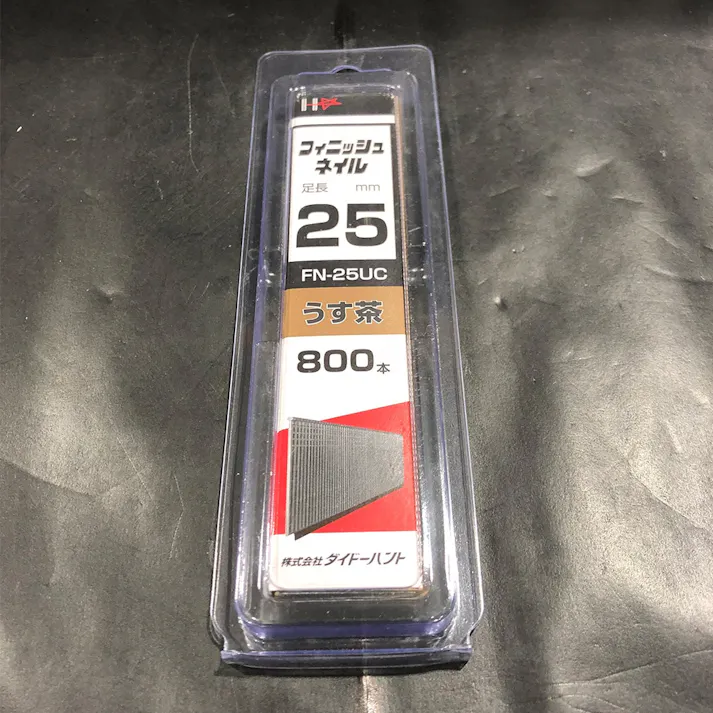 フィニッシュ
ネイル
足長 mm
25
FN-25UC
うす茶
800本
株式会社 ダイドーハント